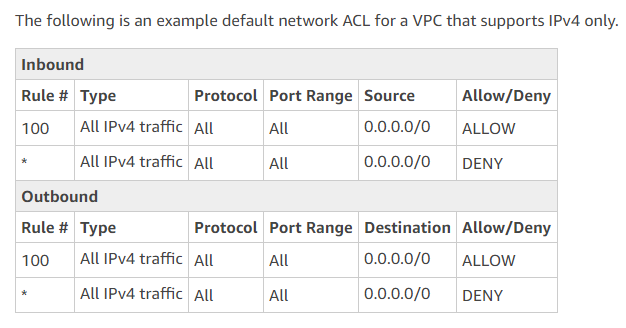 The following is an example default network ACL for a VPC that supports IPv4 only.
Inbound
Rule # Type Protocol Port Range Source Allow/Deny
100 All IPv4 traffic All All 0.0.0.0/0 ALLOW
* All IPv4 traffic All All 0.0.0.0/0 DENY
Outbound
Rule # Type Protocol Port Range Destination Allow/Deny
100 All IPv4 traffic All All 0.0.0.0/0 ALLOW
* All IPv4 traffic All All 0.0.0.0/0 DENY